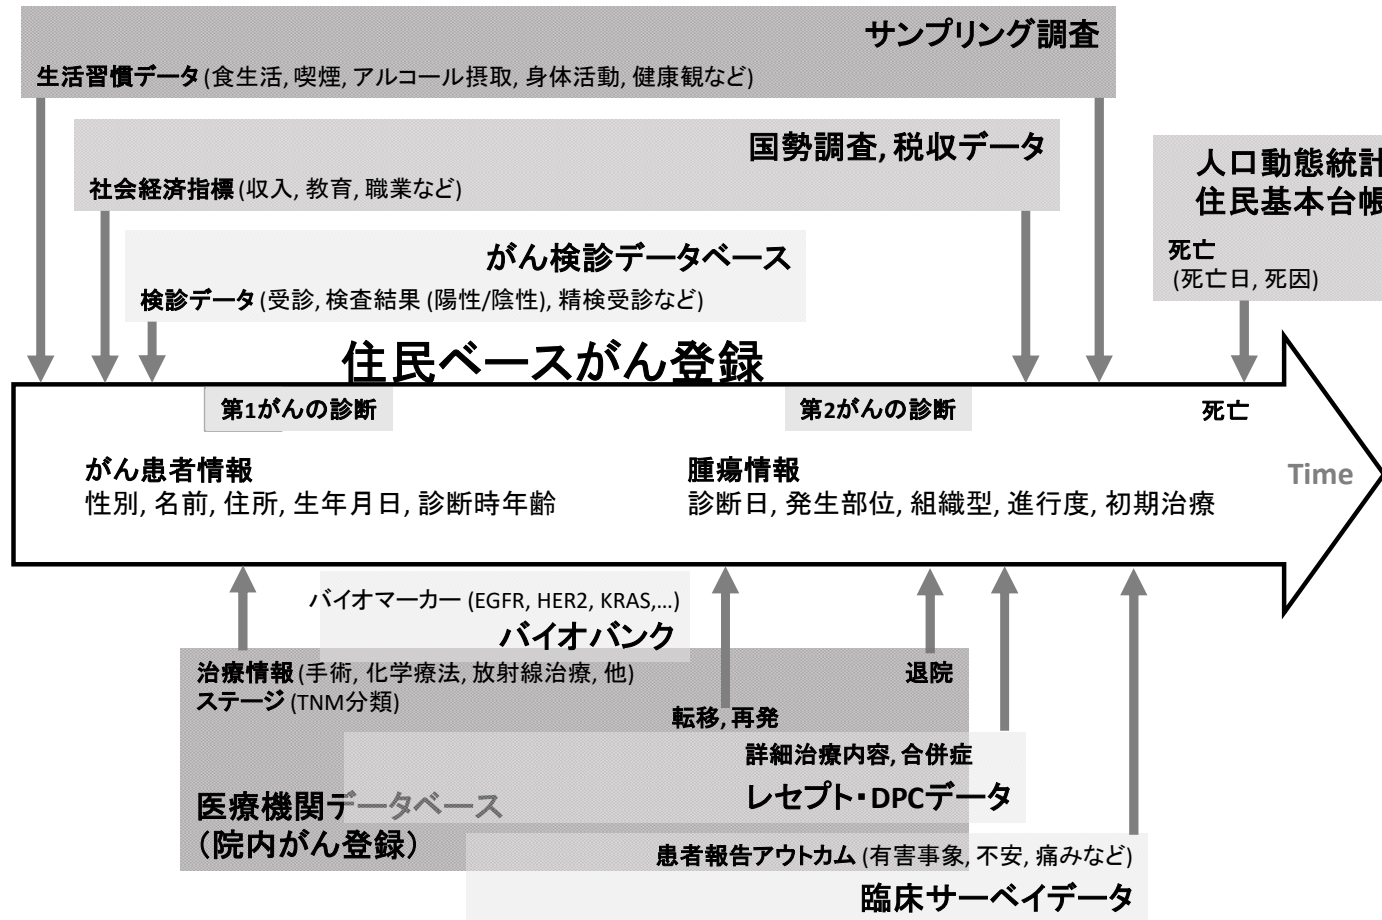 サンプリング調査
生活習慣データ (食生活, 喫煙, アルコール摂取, 身体活動, 健康観など)
国勢調査, 税収データ
社会経済指標 (収入, 教育, 職業など)
人口動態統計
住民基本台帳
死亡
(死亡日, 死因)
がん検診データベース
検診データ (受診, 検査結果 (陽性/陰性), 精検受診など)
住民ベースがん登録
第1がんの診断
第2がんの診断
死亡
がん患者情報
性別, 名前, 住所, 生年月日, 診断時年齢
腫瘍情報
診断日, 発生部位, 組織型, 進行度, 初期治療
Time
バイオマーカー (EGFR, HER2, KRAS,...)
バイオバンク
治療情報 (手術, 化学療法, 放射線治療, 他)
ステージ (TNM分類)
退院
転移, 再発
詳細治療内容, 合併症
レセプト・DPCデータ
医療機関データベース
（院内がん登録）
患者報告アウトカム (有害事象, 不安, 痛みなど)
臨床サーベイデータ